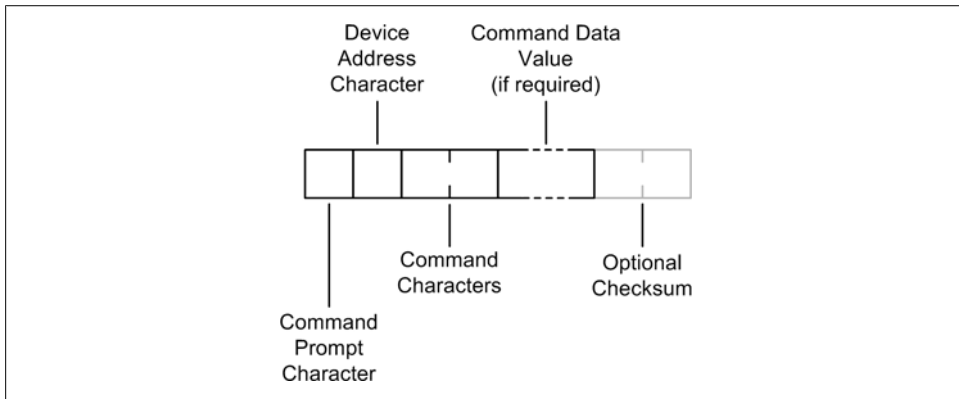 Device
Address
Character
Command Data
Value
(if required)
Command
Characters
Optional
Checksum
Command
Prompt
Character